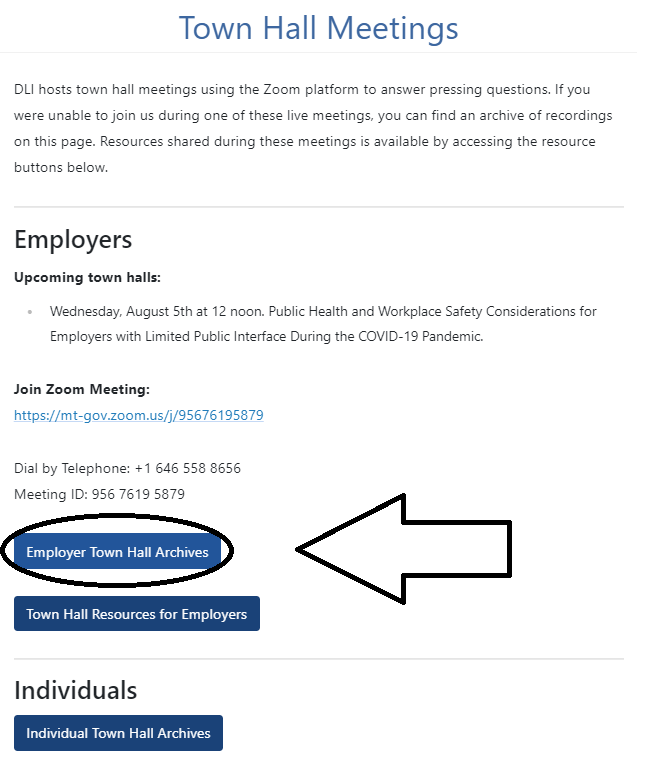 Town Hall Meetings
DLI hosts town hall meetings using the Zoom platform to answer pressing questions. If you
were unable to join us during one of these live meetings, you can find an archive of recordings
on this page. Resources shared during these meetings is available by accessing the resource
buttons below.
Employers
Upcoming town halls:
Wednesday, August 5th at 12 noon. Public Health and Workplace Safety Considerations for
Employers with Limited Public Interface During the COVID-19 Pandemic.
Join Zoom Meeting:
https://mt-gov.zoom.us/j/95676195879
Dial by Telephone: +1 646 558 8656
Meeting ID: 956 7619 5879
Employer Town Hall Archives
Town Hall Resources for Employers
Individuals
Individual Town Hall Archives